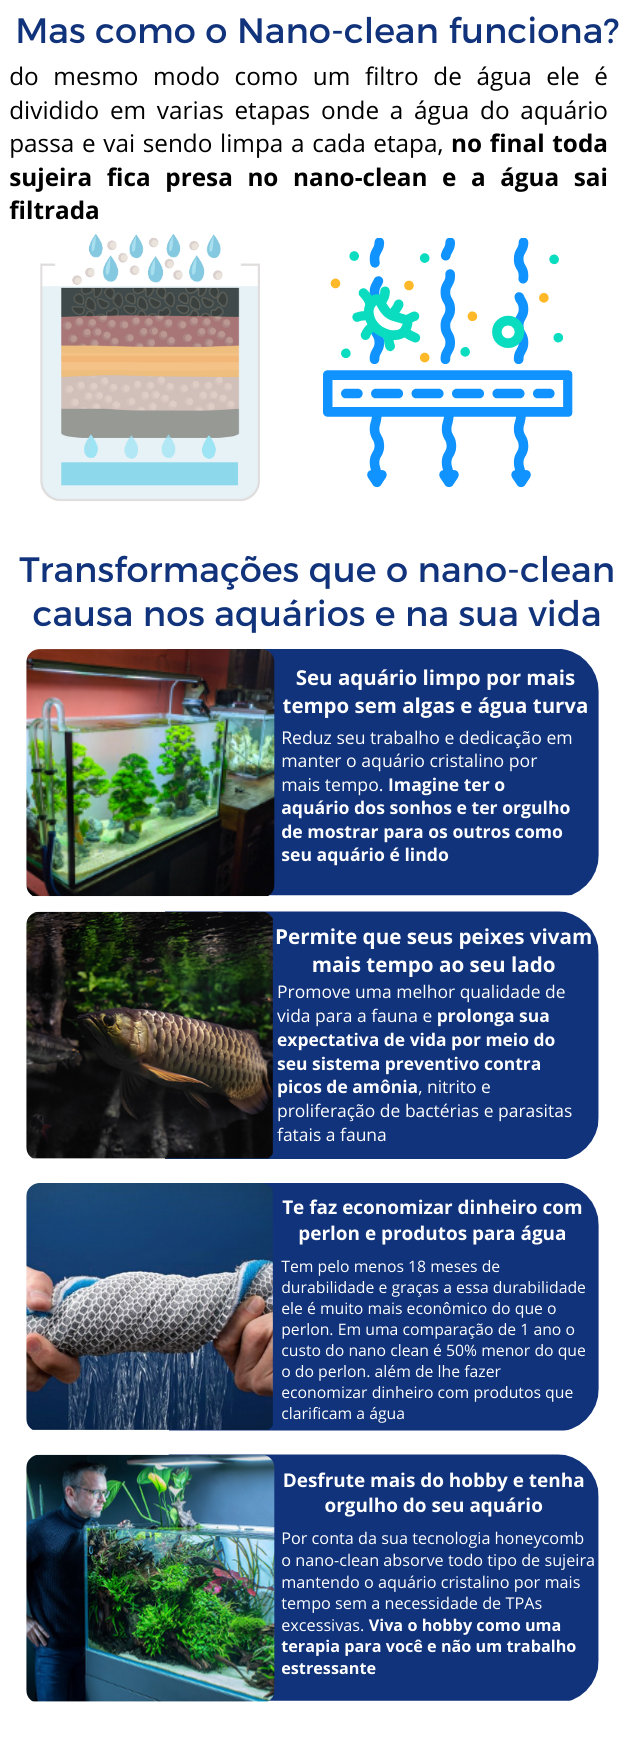 Mas como o Nano-clean funciona?
do mesmo modo como um filtro de água ele é
dividido em varias etapas onde a água do aquário
passa e vai sendo limpa a cada etapa, no final toda
sujeira fica presa no nano-clean e a água sai
filtrada
Transformações que o nano-clean
causa nos aquários e na sua vida
Seu aquário limpo por mais
tempo sem algas e água turva
Reduz seu trabalho e dedicação em
manter o aquário cristalino por
mais tempo. Imagine ter o
aquário dos sonhos e ter orgulho
de mostrar para os outros como
seu aquário é lindo
Permite que seus peixes vivam
mais tempo ao seu lado
Promove uma melhor qualidade de
vida para a fauna e prolonga sua
expectativa de vida por meio do
seu sistema preventivo contra
picos de amônia, nitrito e
proliferação de bactérias e parasitas
fatais a fauna
Te faz economizar dinheiro com
perlon e produtos para água
Tem pelo menos 18 meses de
durabilidade e graças a essa durabilidade
ele é muito mais econômico do que o
perlon. Em uma comparação de 1 ano o
custo do nano clean é 50% menor do que
o do perlon. além de lhe fazer
economizar dinheiro com produtos que
clarificam a água
Desfrute mais do hobby e tenha
orgulho do seu aquário
Por conta da sua tecnologia honeycomb
o nano-clean absorve todo tipo de sujeira
mantendo o aquário cristalino por mais
tempo sem a necessidade de TPAs
excessivas. Viva o hobby como uma
terapia para você e não um trabalho
estressante